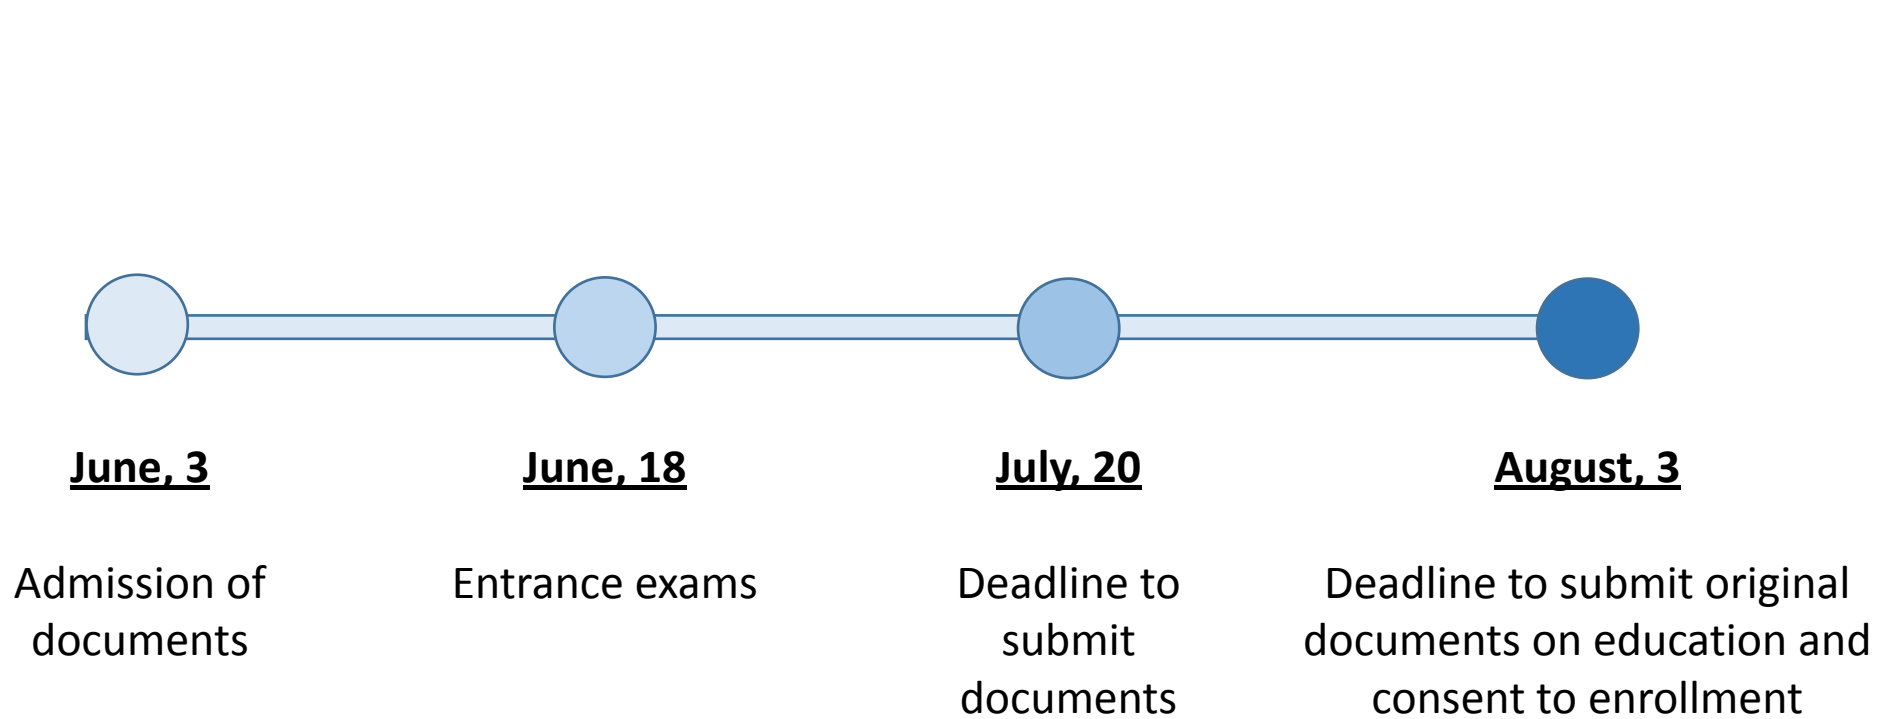 June, 3
June, 18
July, 20
August, 3
Admission of
documents
Entrance exams
Deadline to
submit
documents
Deadline to submit original
documents on education and
consent to enrollment